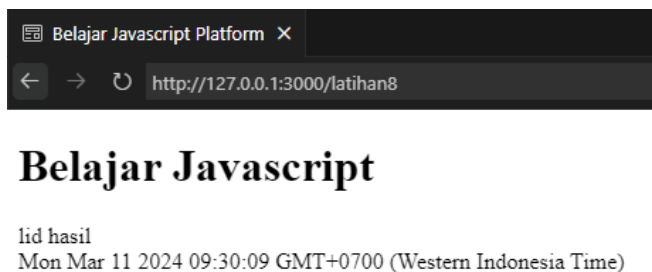 Belajar Javascript Platform
http://127.0.0.1:3000/latihan8
Belajar Javascript
lid hasil
Mon Mar 11 2024 09:30:09 GMT+0700 (Western Indonesia Time)